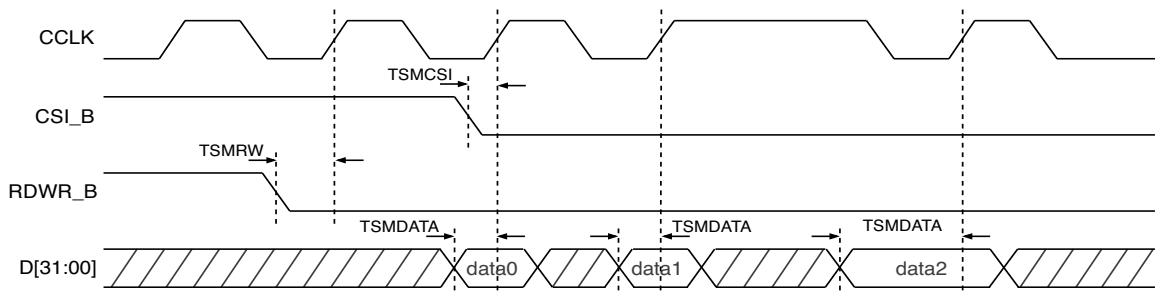 CCLK
TSMCSI
CSI_B
TSMRW
RDWR_B
TSMDATA TSMDATA TSMDATA
D[31:00] data0 data1 data2